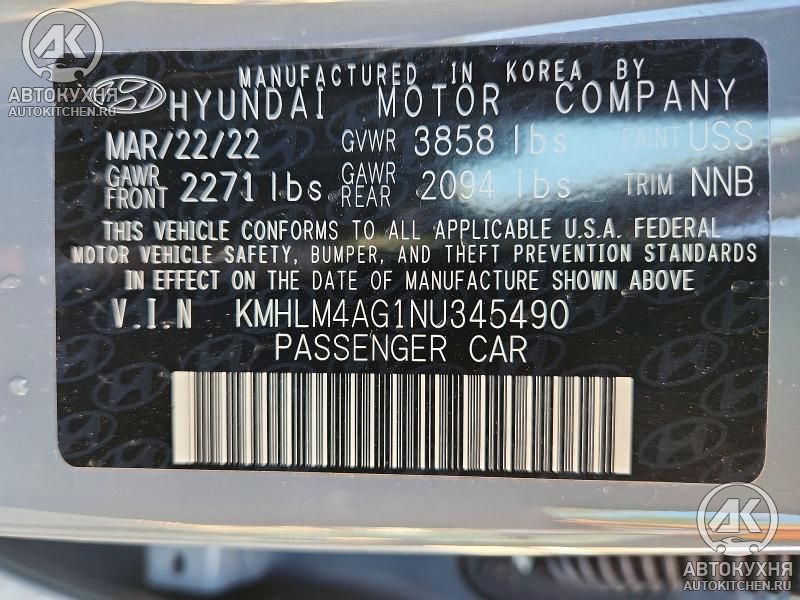 AK
АВТОКУХНЯ
AUTOKITCHEN.RU
MANUFACTURED IN KOREA BY
HYUNDAI MOTOR COMPANY
MAR/22/22 GVWR 3858 lbs PAINT USS
GAWR FRONT 2271 lbs GAWR REAR 2094 lbs TRIM NNB
THIS VEHICLE CONFORMS TO ALL APPLICABLE U.S.A. FEDERAL
MOTOR VEHICLE SAFETY, BUMPER, AND THEFT PREVENTION STANDARDS
IN EFFECT ON THE DATE OF MANUFACTURE SHOWN ABOVE
V.I.N KMHLM4AG1NU345490
PASSENGER CAR
AK
АВТОКУХНЯ
AUTOKITCHEN.RU